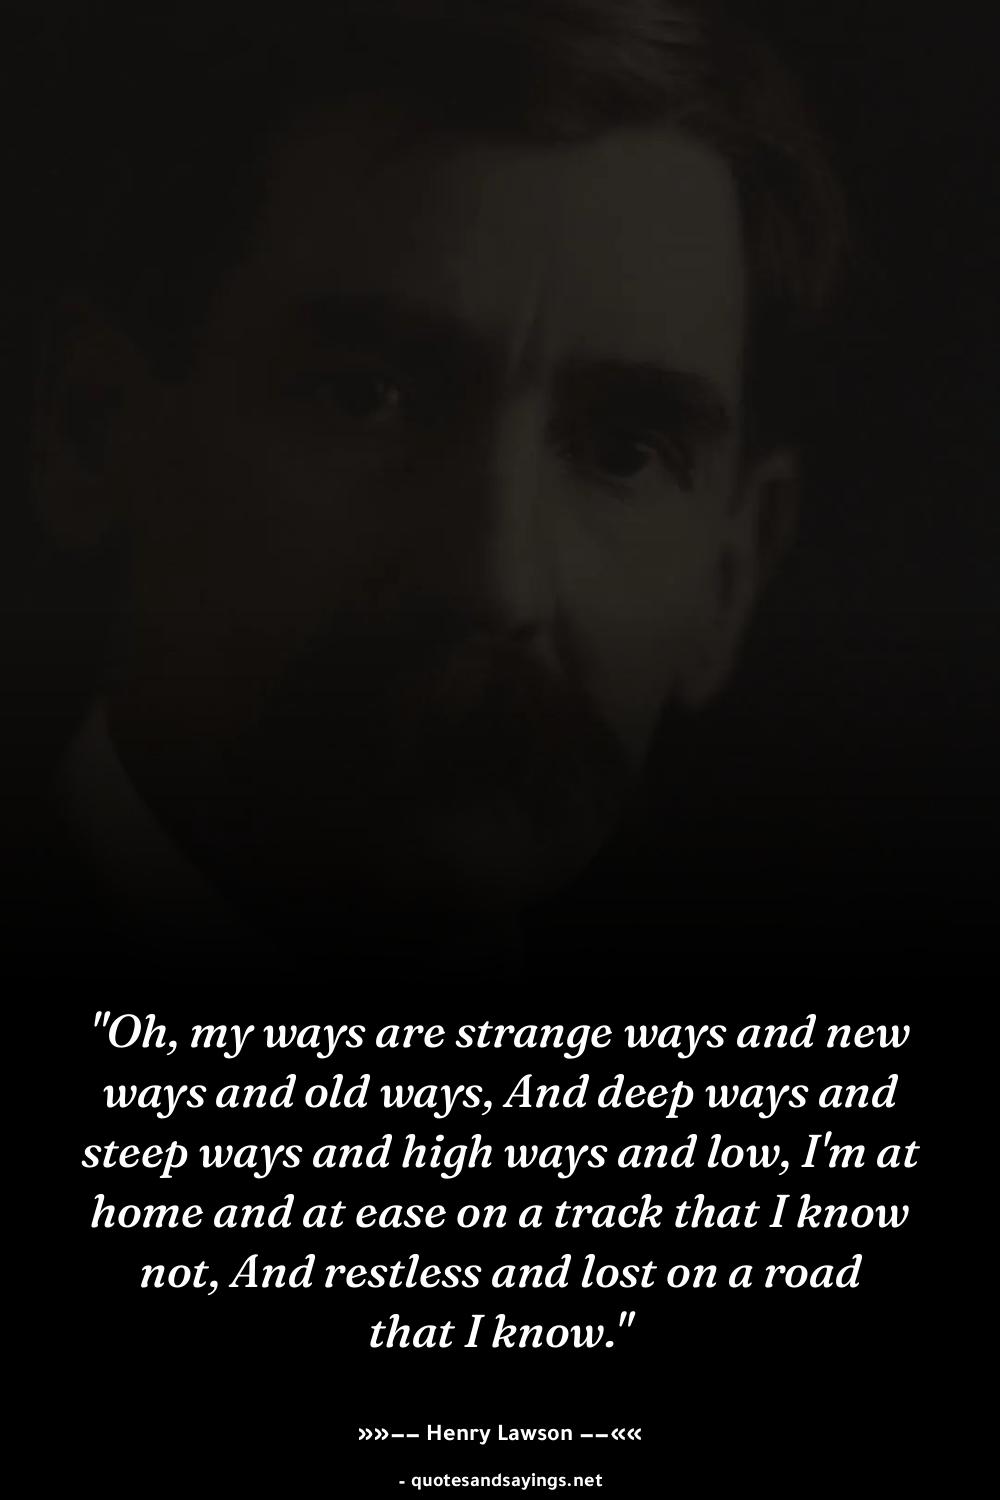 "Oh, my ways are strange ways and new
ways and old ways, And deep ways and
steep ways and high ways and low, I'm at
home and at ease on a track that I know
not, And restless and lost on a road
that I know."
»»−− Henry Lawson −−««
- quotesandsayings.net